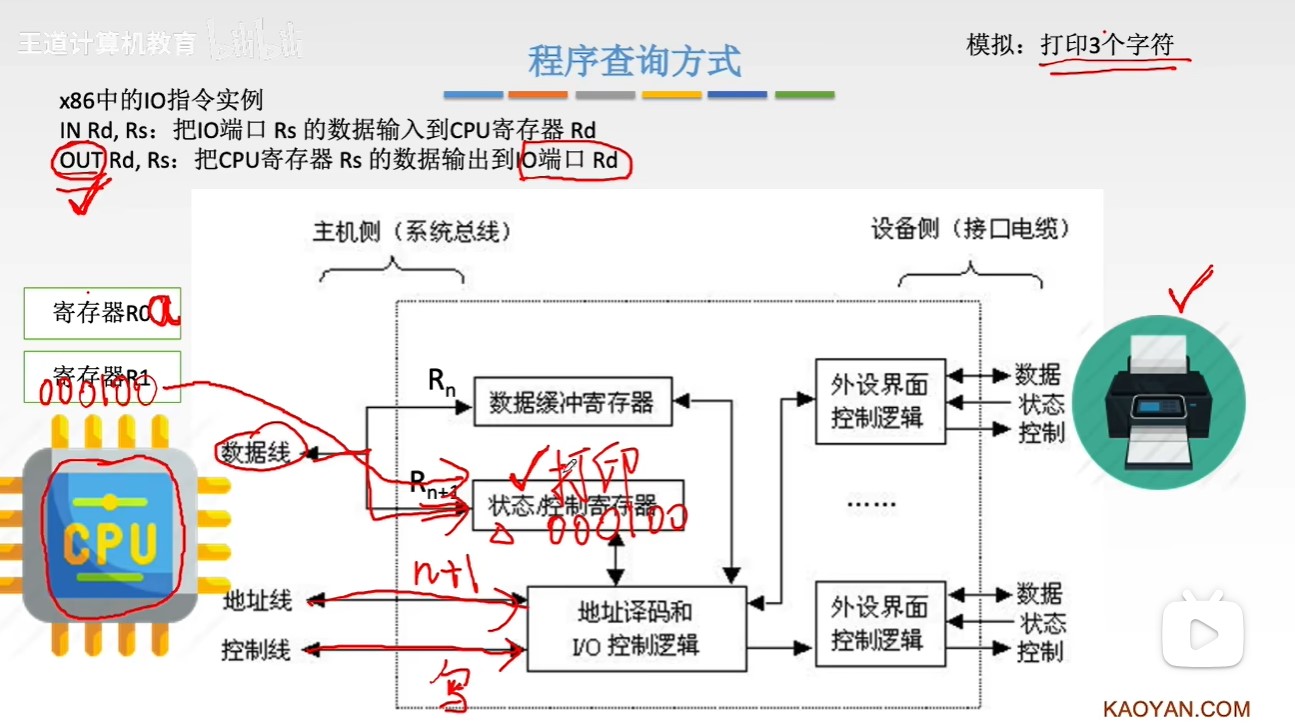 王道计算机教育 bilibili
模拟：打印3个字符
程序查询方式
x86中的IO指令实例
IN Rd, Rs：把IO端口 Rs 的数据输入到CPU寄存器 Rd
OUT Rd, Rs：把CPU寄存器 Rs 的数据输出到IO端口 Rd
主机侧（系统总线）
设备侧（接口电缆）
寄存器R0 a
寄存器R1
000100
Rn
数据缓冲寄存器
外设界面
控制逻辑
数据
状态
控制
数据线
打印
Rn+1
状态/控制寄存器
000100
……
CPU
n+1
地址线
控制线
写
地址译码和
I/O 控制逻辑
外设界面
控制逻辑
数据
状态
控制
KAOYAN.COM